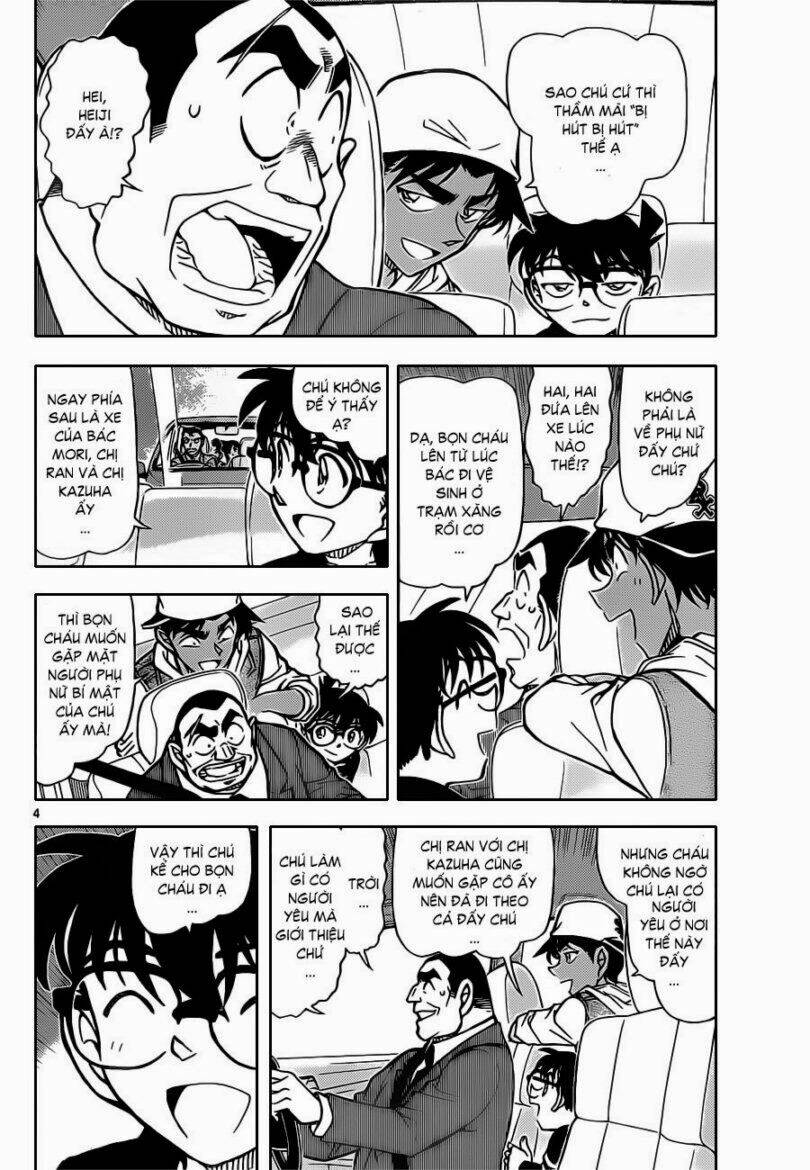 SAO CHÚ CỨ THÌ
THẦM MÃI "BỊ
HÚT BỊ HÚT"
THẾ Ạ
...
HEI,
HEIJI
ĐẤY À!?
KHÔNG
PHẢI LÀ
VỀ PHỤ NỮ
ĐẤY CHỨ
CHÚ?
HAI, HAI
ĐỨA LÊN
XE LÚC
NÀO
THẾ!?
DẠ, BỌN CHÁU
LÊN TỪ LÚC
BÁC ĐI VỆ
SINH Ở
TRẠM XĂNG
RỒI CƠ
...
CHÚ KHÔNG
ĐỂ Ý THẤY
Ạ?
NGAY PHÍA
SAU LÀ XE
CỦA BÁC
MORI, CHỊ
RAN VÀ CHỊ
KAZUHA
ẤY
...
SAO
LẠI THẾ
ĐƯỢC
...
THÌ BỌN
CHÁU MUỐN
GẶP MẶT
NGƯỜI PHỤ
NỮ BÍ MẬT
CỦA CHÚ
ẤY MÀ!
4
NHƯNG CHÁU
KHÔNG NGỜ
CHÚ LẠI CÓ
NGƯỜI
YÊU Ở NƠI
THẾ NÀY
ĐẤY
...
CHỊ RAN VỚI CHỊ
KAZUHA CŨNG
MUỐN GẶP CÔ ẤY
NÊN ĐÃ ĐI THEO
CẢ ĐẤY CHÚ
...
TRỜI
...
CHÚ LÀM
GÌ CÓ
NGƯỜI
YÊU MÀ
GIỚI THIỆU
CHỨ
...
VẬY THÌ CHÚ
KỂ CHO BỌN
CHÁU ĐI Ạ
...